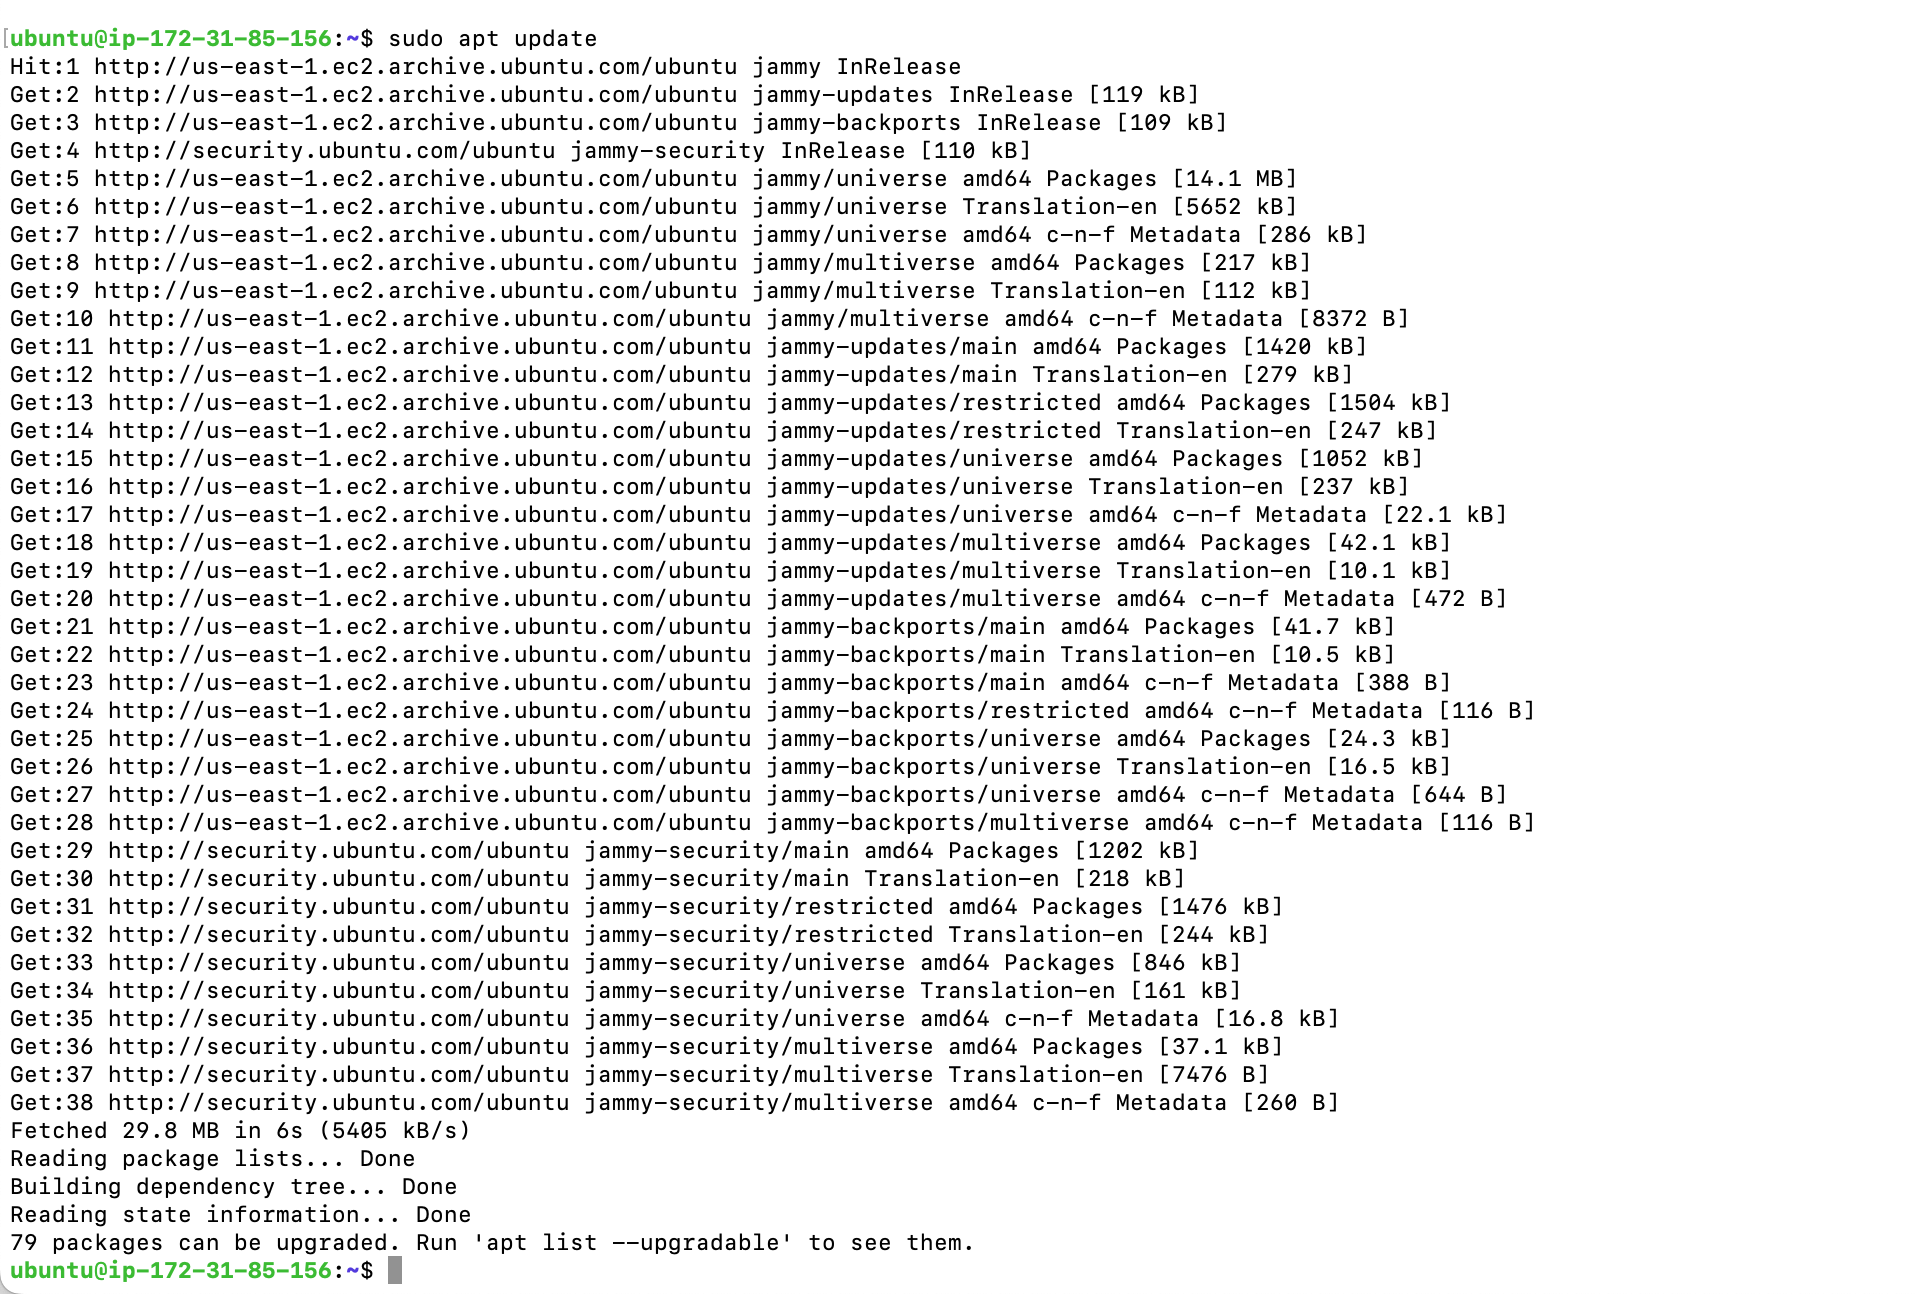 [ubuntu@ip-172-31-85-156:~$ sudo apt update
Hit:1 http://us-east-1.ec2.archive.ubuntu.com/ubuntu jammy InRelease
Get:2 http://us-east-1.ec2.archive.ubuntu.com/ubuntu jammy-updates InRelease [119 kB]
Get:3 http://us-east-1.ec2.archive.ubuntu.com/ubuntu jammy-backports InRelease [109 kB]
Get:4 http://security.ubuntu.com/ubuntu jammy-security InRelease [110 kB]
Get:5 http://us-east-1.ec2.archive.ubuntu.com/ubuntu jammy/universe amd64 Packages [14.1 MB]
Get:6 http://us-east-1.ec2.archive.ubuntu.com/ubuntu jammy/universe Translation-en [5652 kB]
Get:7 http://us-east-1.ec2.archive.ubuntu.com/ubuntu jammy/universe amd64 c-n-f Metadata [286 kB]
Get:8 http://us-east-1.ec2.archive.ubuntu.com/ubuntu jammy/multiverse amd64 Packages [217 kB]
Get:9 http://us-east-1.ec2.archive.ubuntu.com/ubuntu jammy/multiverse Translation-en [112 kB]
Get:10 http://us-east-1.ec2.archive.ubuntu.com/ubuntu jammy/multiverse amd64 c-n-f Metadata [8372 B]
Get:11 http://us-east-1.ec2.archive.ubuntu.com/ubuntu jammy-updates/main amd64 Packages [1420 kB]
Get:12 http://us-east-1.ec2.archive.ubuntu.com/ubuntu jammy-updates/main Translation-en [279 kB]
Get:13 http://us-east-1.ec2.archive.ubuntu.com/ubuntu jammy-updates/restricted amd64 Packages [1504 kB]
Get:14 http://us-east-1.ec2.archive.ubuntu.com/ubuntu jammy-updates/restricted Translation-en [247 kB]
Get:15 http://us-east-1.ec2.archive.ubuntu.com/ubuntu jammy-updates/universe amd64 Packages [1052 kB]
Get:16 http://us-east-1.ec2.archive.ubuntu.com/ubuntu jammy-updates/universe Translation-en [237 kB]
Get:17 http://us-east-1.ec2.archive.ubuntu.com/ubuntu jammy-updates/universe amd64 c-n-f Metadata [22.1 kB]
Get:18 http://us-east-1.ec2.archive.ubuntu.com/ubuntu jammy-updates/multiverse amd64 Packages [42.1 kB]
Get:19 http://us-east-1.ec2.archive.ubuntu.com/ubuntu jammy-updates/multiverse Translation-en [10.1 kB]
Get:20 http://us-east-1.ec2.archive.ubuntu.com/ubuntu jammy-updates/multiverse amd64 c-n-f Metadata [472 B]
Get:21 http://us-east-1.ec2.archive.ubuntu.com/ubuntu jammy-backports/main amd64 Packages [41.7 kB]
Get:22 http://us-east-1.ec2.archive.ubuntu.com/ubuntu jammy-backports/main Translation-en [10.5 kB]
Get:23 http://us-east-1.ec2.archive.ubuntu.com/ubuntu jammy-backports/main amd64 c-n-f Metadata [388 B]
Get:24 http://us-east-1.ec2.archive.ubuntu.com/ubuntu jammy-backports/restricted amd64 c-n-f Metadata [116 B]
Get:25 http://us-east-1.ec2.archive.ubuntu.com/ubuntu jammy-backports/universe amd64 Packages [24.3 kB]
Get:26 http://us-east-1.ec2.archive.ubuntu.com/ubuntu jammy-backports/universe Translation-en [16.5 kB]
Get:27 http://us-east-1.ec2.archive.ubuntu.com/ubuntu jammy-backports/universe amd64 c-n-f Metadata [644 B]
Get:28 http://us-east-1.ec2.archive.ubuntu.com/ubuntu jammy-backports/multiverse amd64 c-n-f Metadata [116 B]
Get:29 http://security.ubuntu.com/ubuntu jammy-security/main amd64 Packages [1202 kB]
Get:30 http://security.ubuntu.com/ubuntu jammy-security/main Translation-en [218 kB]
Get:31 http://security.ubuntu.com/ubuntu jammy-security/restricted amd64 Packages [1476 kB]
Get:32 http://security.ubuntu.com/ubuntu jammy-security/restricted Translation-en [244 kB]
Get:33 http://security.ubuntu.com/ubuntu jammy-security/universe amd64 Packages [846 kB]
Get:34 http://security.ubuntu.com/ubuntu jammy-security/universe Translation-en [161 kB]
Get:35 http://security.ubuntu.com/ubuntu jammy-security/universe amd64 c-n-f Metadata [16.8 kB]
Get:36 http://security.ubuntu.com/ubuntu jammy-security/multiverse amd64 Packages [37.1 kB]
Get:37 http://security.ubuntu.com/ubuntu jammy-security/multiverse Translation-en [7476 B]
Get:38 http://security.ubuntu.com/ubuntu jammy-security/multiverse amd64 c-n-f Metadata [260 B]
Fetched 29.8 MB in 6s (5405 kB/s)
Reading package lists... Done
Building dependency tree... Done
Reading state information... Done
79 packages can be upgraded. Run 'apt list --upgradable' to see them.
ubuntu@ip-172-31-85-156:~$